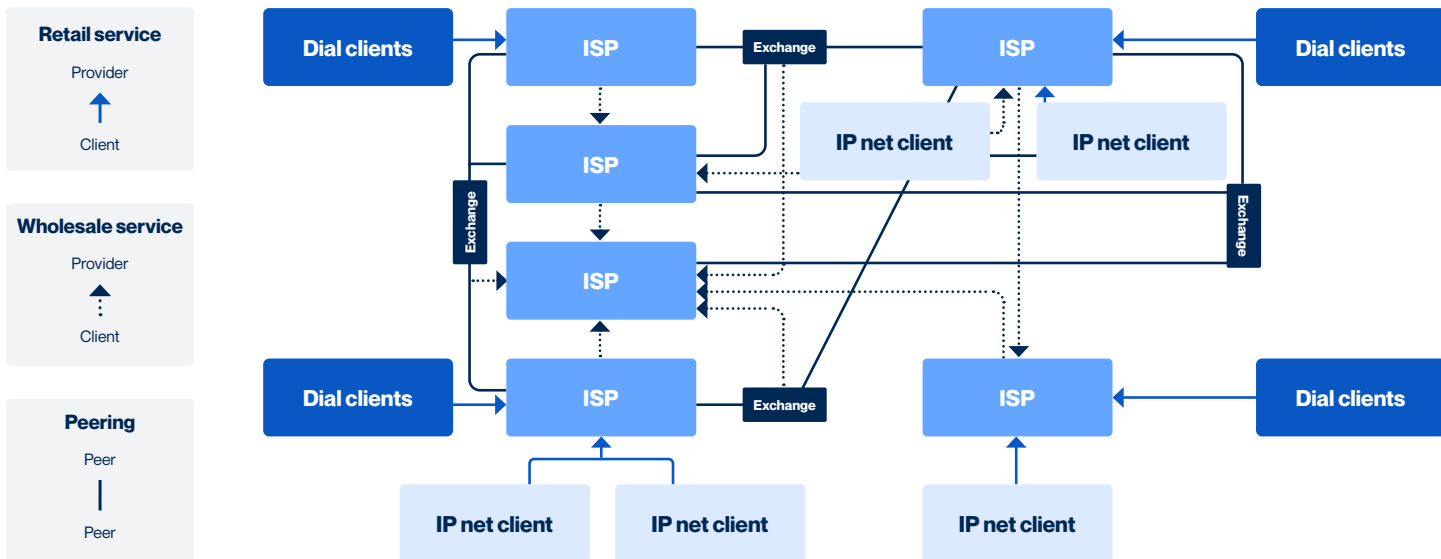 Retail service
Provider
Client
Wholesale service
Provider
Client
Peering
Peer
Peer
Dial clients
ISP
Exchange
ISP
Dial clients
IP net client
IP net client
ISP
Exchange
Exchange
ISP
Dial clients
ISP
Exchange
ISP
Dial clients
IP net client
IP net client
IP net client